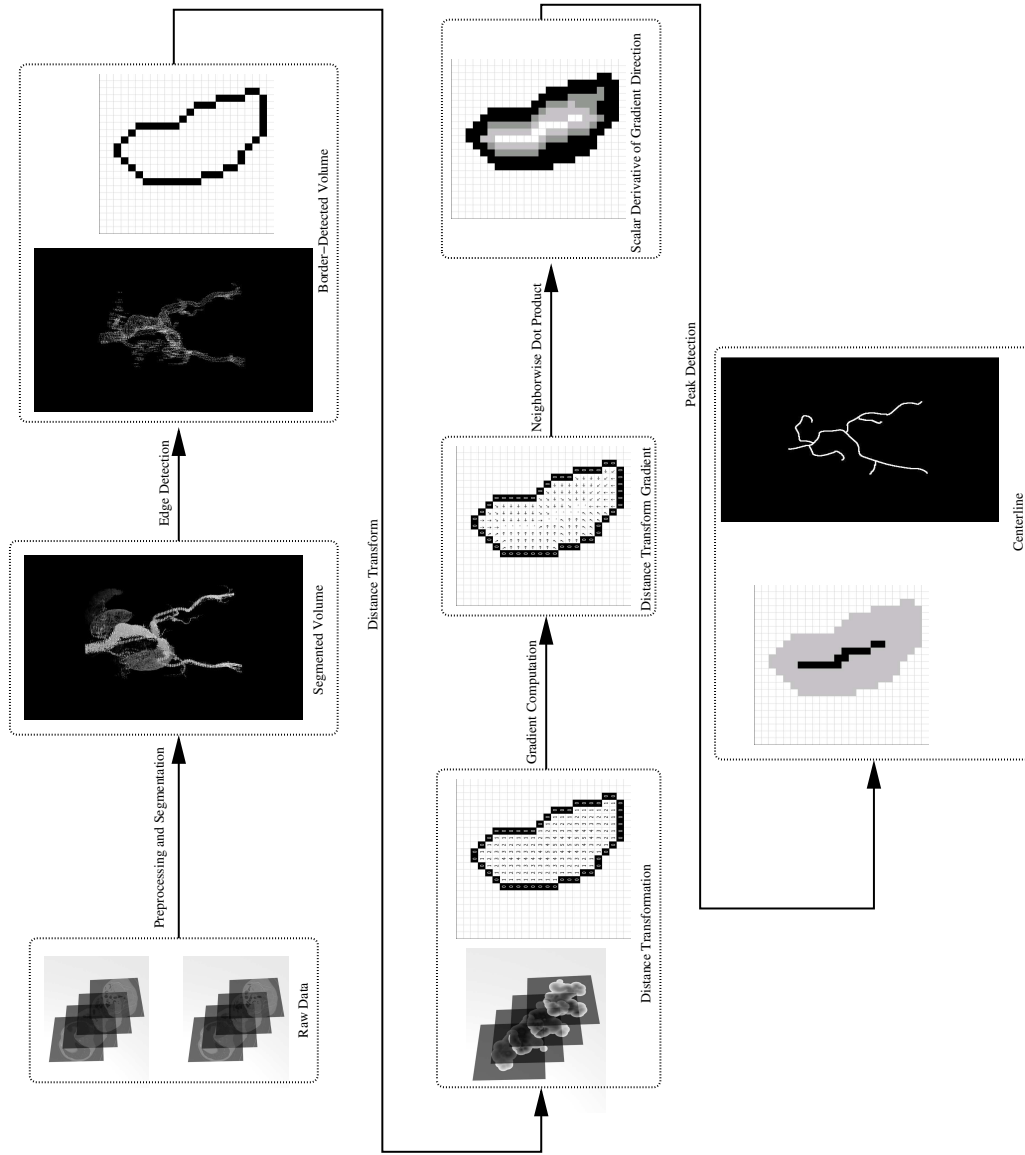 Raw Data
Preprocessing and Segmentation
Segmented Volume
Edge Detection
Border−Detected Volume
Distance Transform
Distance Transformation
Gradient Computation
Distance Transform Gradient
Neighborwise Dot Product
Scalar Derivative of Gradient Direction
Peak Detection
Centerline